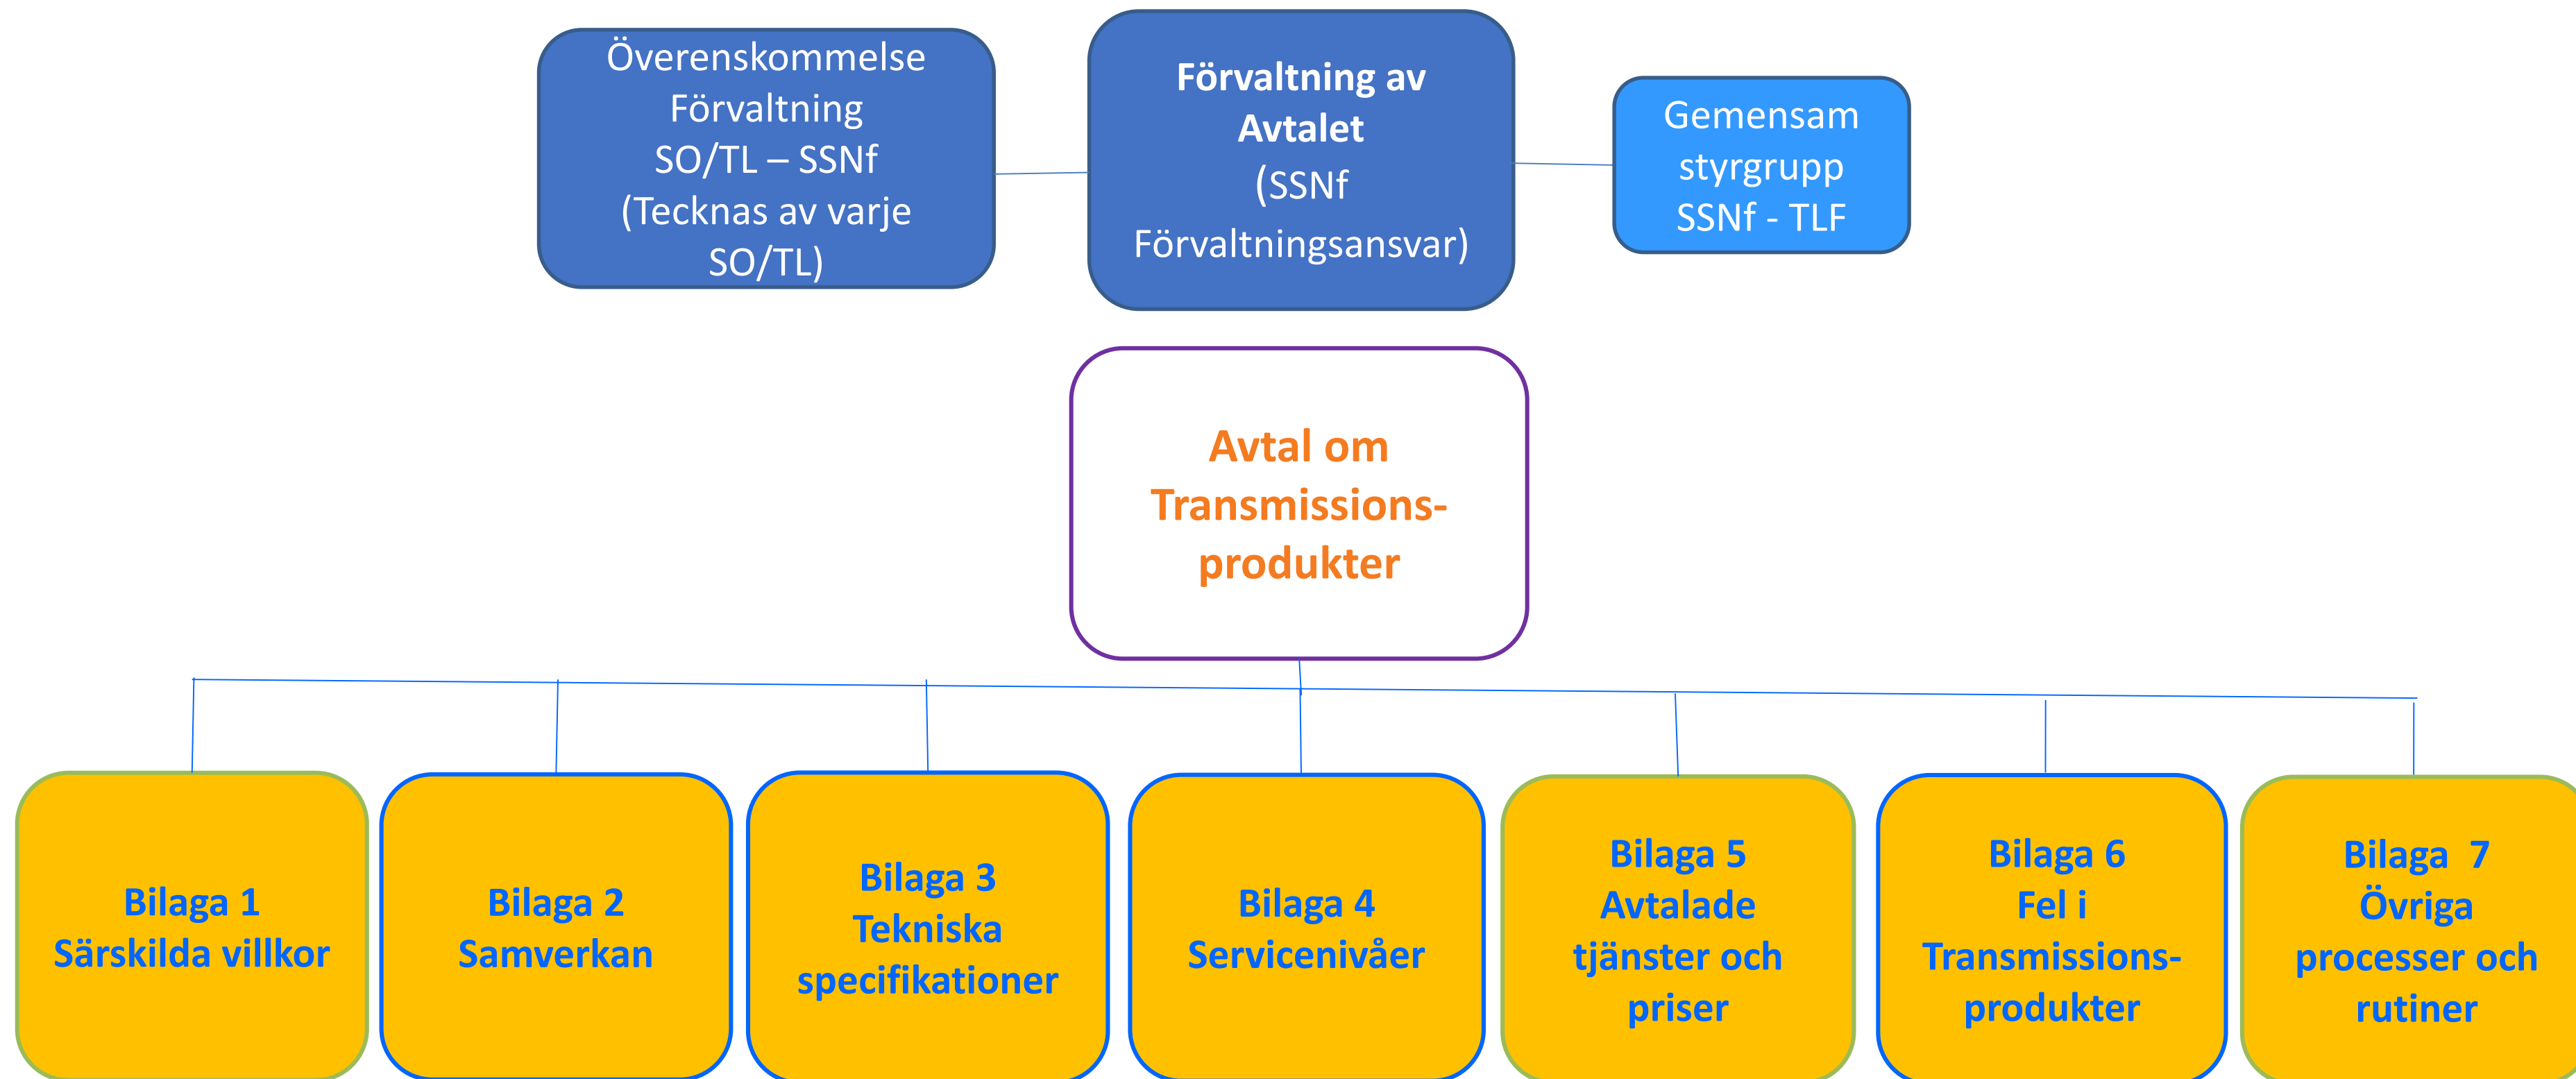 Överenskommelse
Förvaltning
SO/TL – SSNf
(Tecknas av varje
SO/TL)
Förvaltning av
Avtalet
(SSNf
Förvaltningsansvar)
Gemensam
styrgrupp
SSNf - TLF
Avtal om
Transmissions-
produkter
Bilaga 1
Särskilda villkor
Bilaga 2
Samverkan
Bilaga 3
Tekniska
specifikationer
Bilaga 4
Servicenivåer
Bilaga 5
Avtalade
tjänster och
priser
Bilaga 6
Fel i
Transmissions-
produkter
Bilaga  7
Övriga
processer och
rutiner